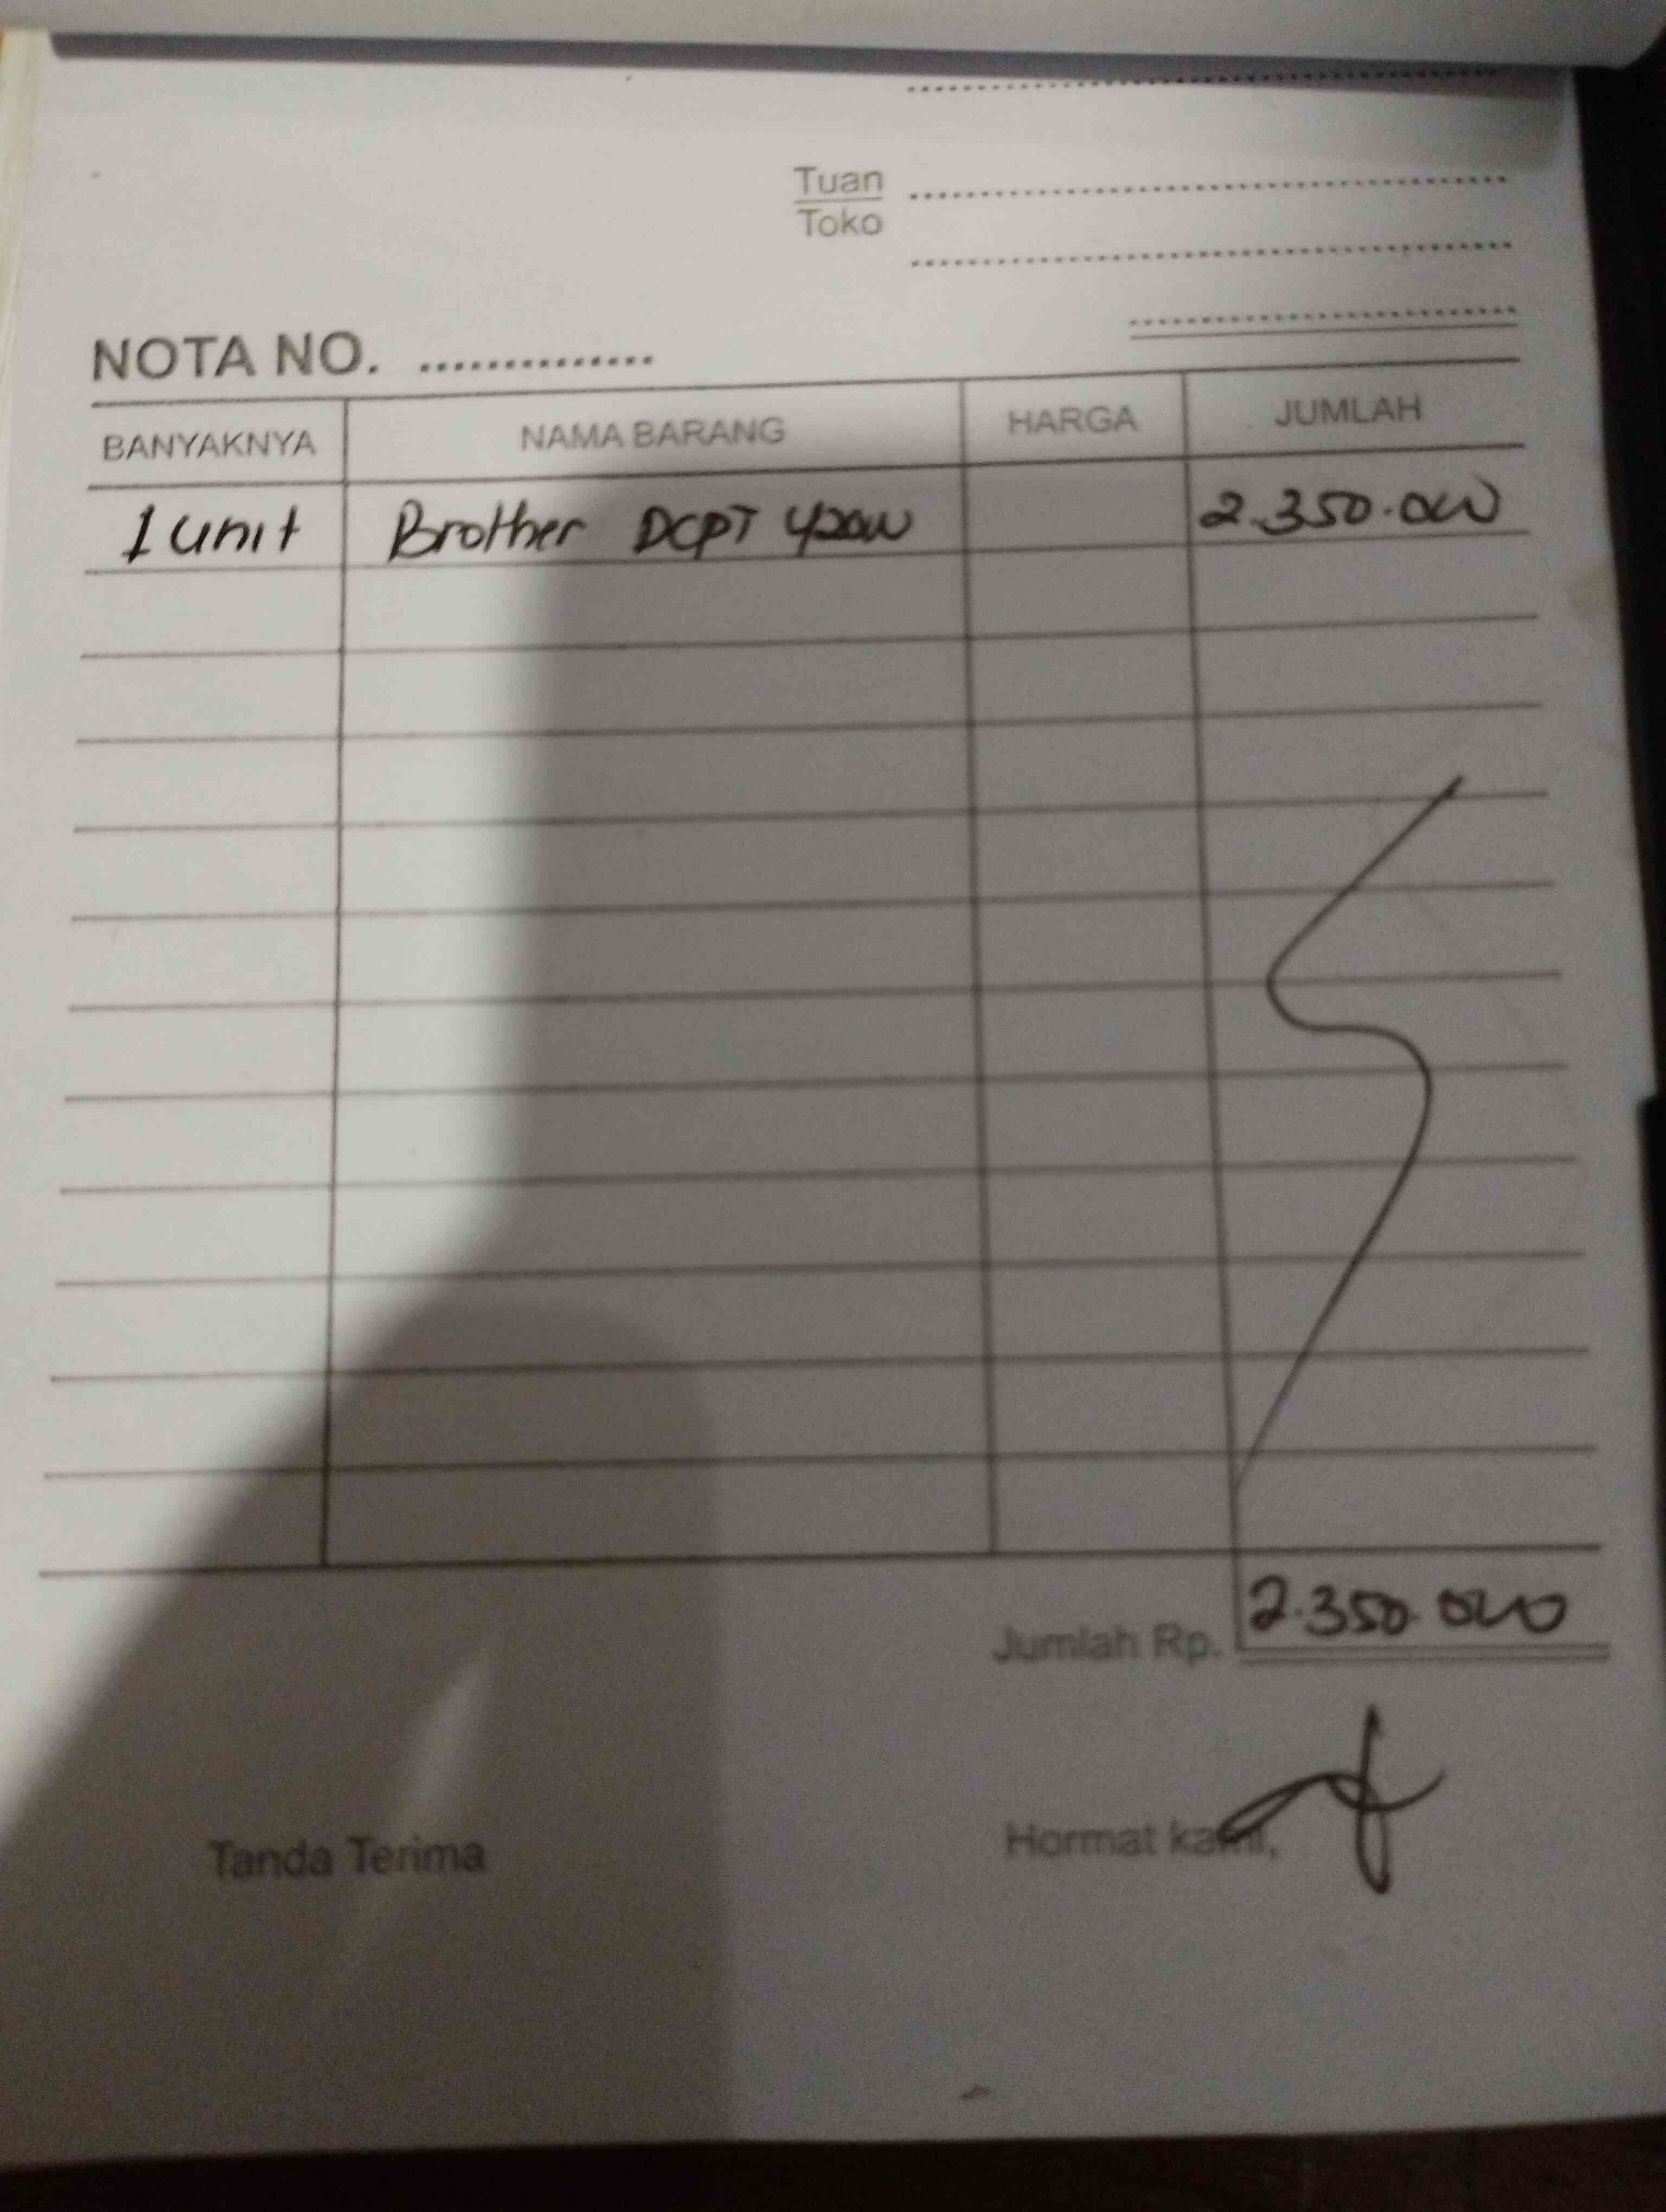 Tuan
Toko
NOTA NO. ..............
BANYAKNYA NAMA BARANG HARGA JUMLAH
1 unit Brother DCPT 420W 2.350.000
Jumlah Rp. 2.350.000
Tanda Terima Hormat kami,